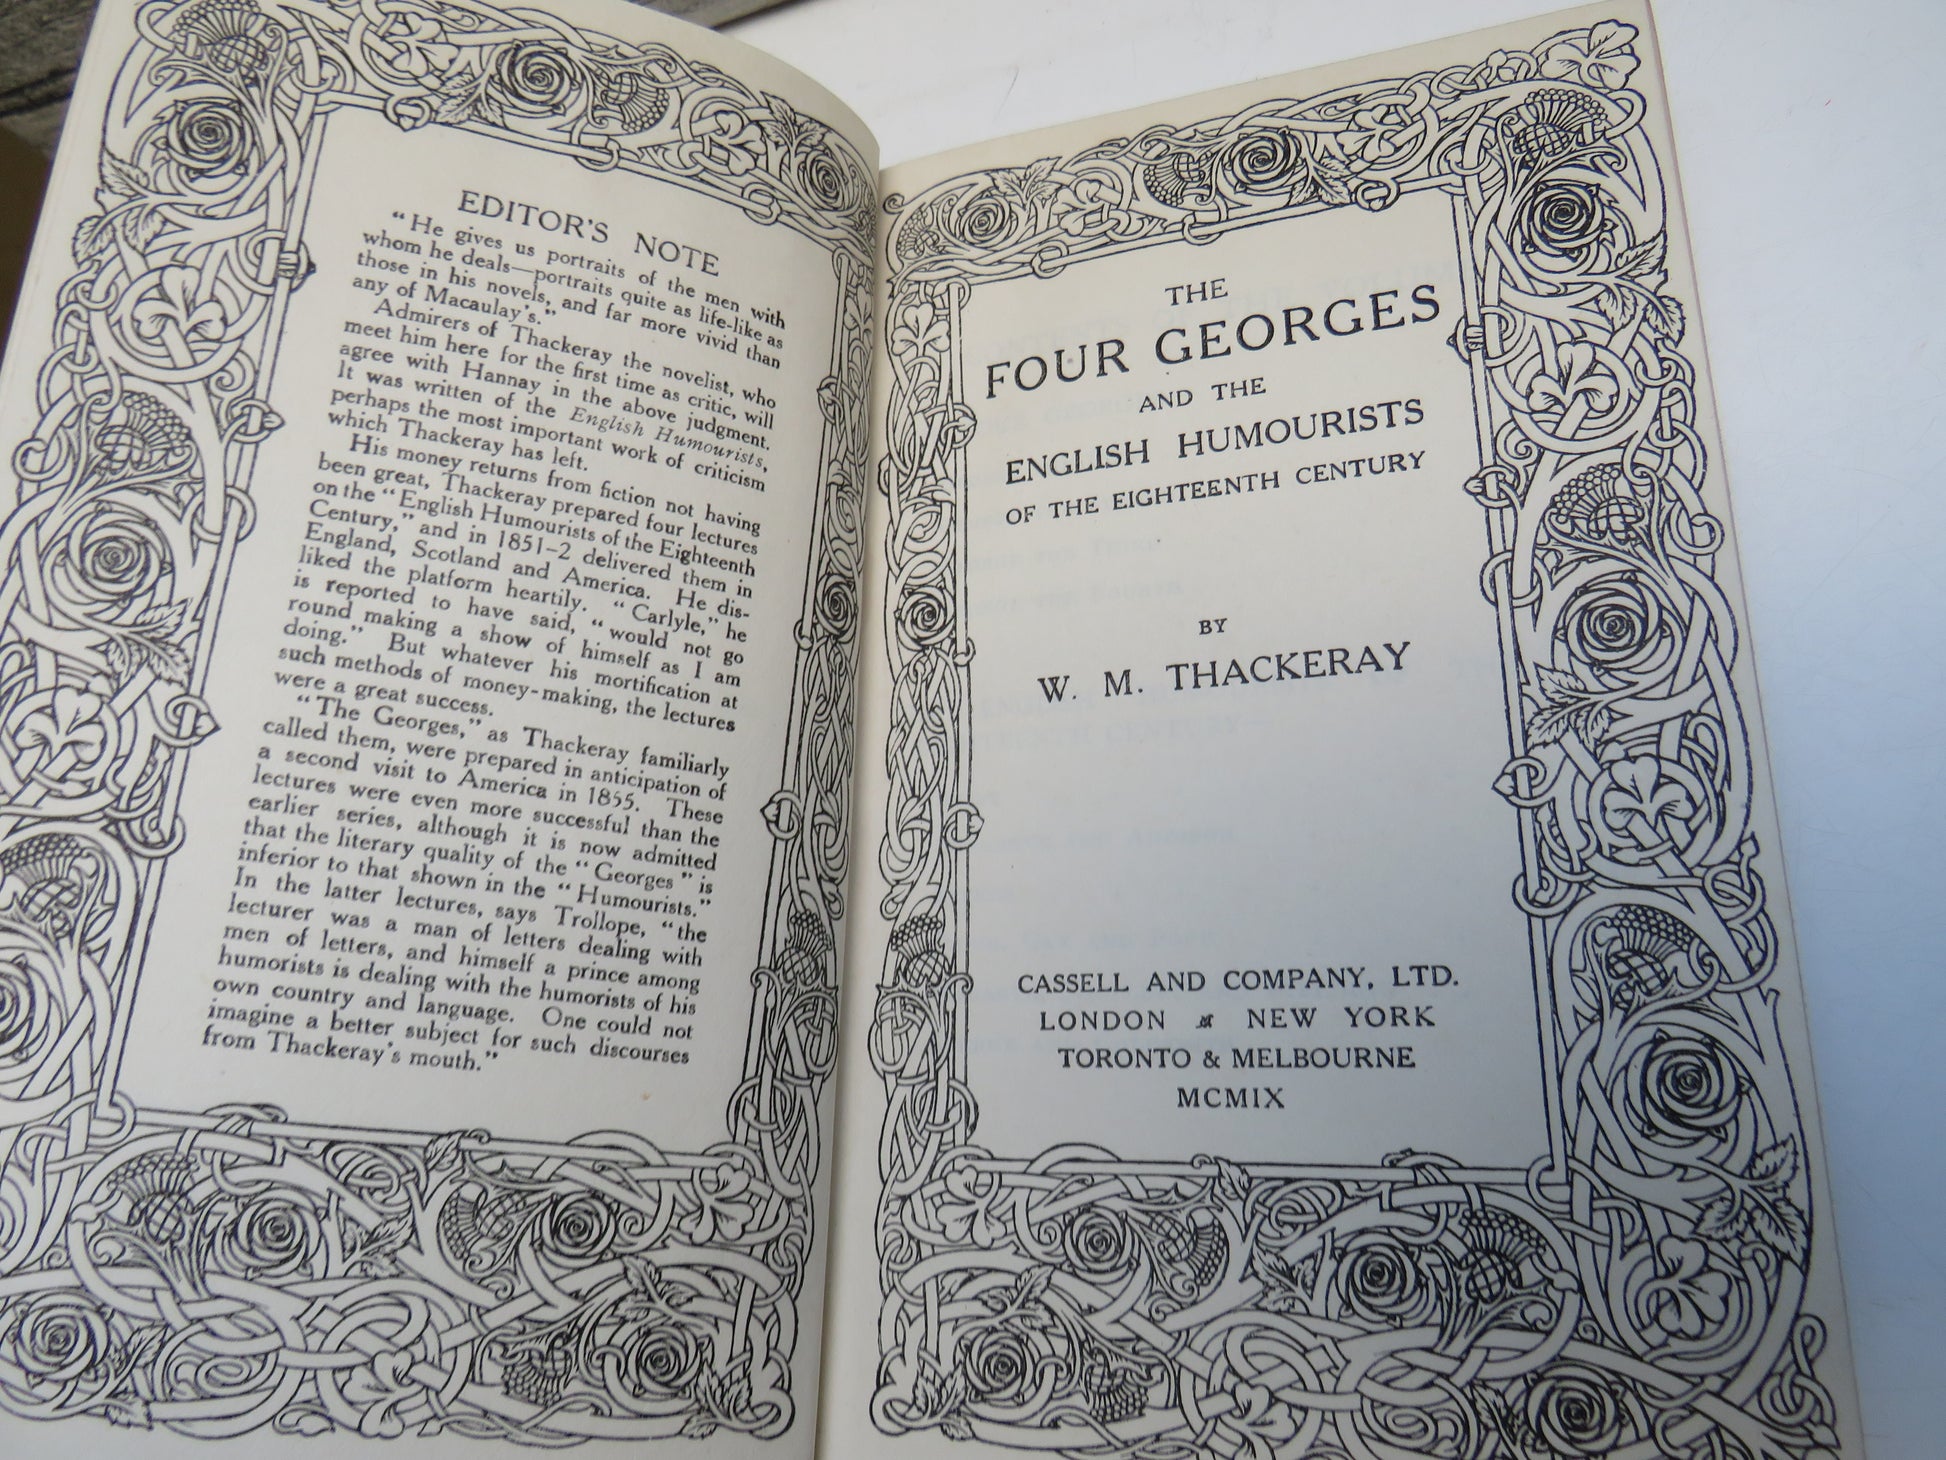 EDITOR'S NOTE
"He gives us portraits of the men with
whom he deals—portraits quite as life-like as
those in his novels, and far more vivid than
any of Macaulay's."
Admirers of Thackeray the novelist, who
meet him here for the first time as critic, will
agree with Hannay in the above judgment.
It was written of the English Humourists,
perhaps the most important work of criticism
which Thackeray has left.
His money returns from fiction not having
been great, Thackeray prepared four lectures
on the "English Humourists of the Eighteenth
Century," and in 1851-2 delivered them in
England, Scotland and America. He dis-
liked the platform heartily. "Carlyle," he
is reported to have said, "would not go
round making a show of himself as I am
doing." But whatever his mortification at
such methods of money-making, the lectures
were a great success.
"The Georges," as Thackeray familiarly
called them, were prepared in anticipation of
a second visit to America in 1855. These
lectures were even more successful than the
earlier series, although it is now admitted
that the literary quality of the "Georges" is
inferior to that shown in the "Humourists."
In the latter lectures, says Trollope, "the
lecturer was a man of letters dealing with
men of letters, and himself a prince among
humorists is dealing with the humorists of his
own country and language. One could not
imagine a better subject for such discourses
from Thackeray's mouth."
THE
FOUR GEORGES
AND THE
ENGLISH HUMOURISTS
OF THE EIGHTEENTH CENTURY
BY
W. M. THACKERAY
CASSELL AND COMPANY, LTD.
LONDON NEW YORK
TORONTO & MELBOURNE
MCMIX